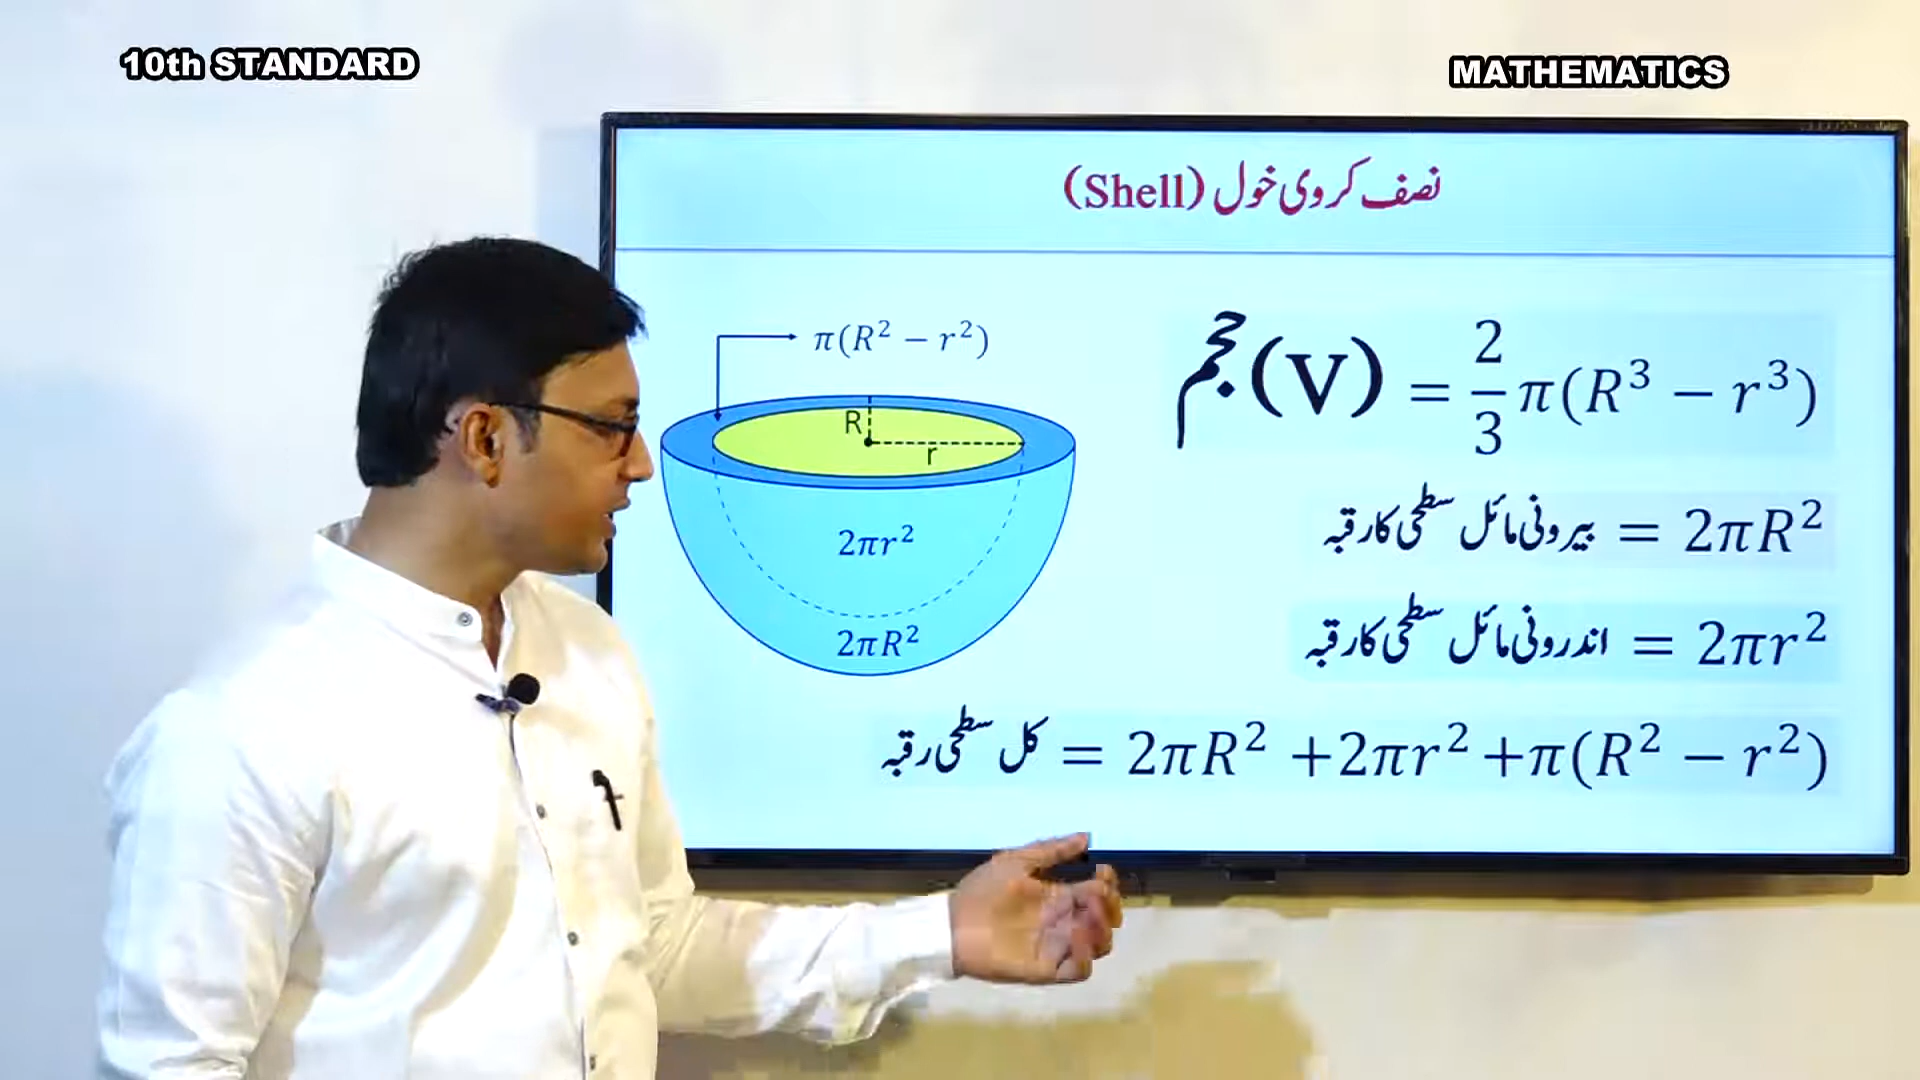 10th STANDARD
MATHEMATICS
نصف کروی خول (Shell)
π(R² − r²)
R
r
2πr²
2πR²
حجم (V) = 2/3 π(R³ − r³)
بیرونی مائل سطحی کا رقبہ = 2πR²
اندرونی مائل سطحی کا رقبہ = 2πr²
کل سطحی رقبہ = 2πR² +2πr² +π(R² − r²)